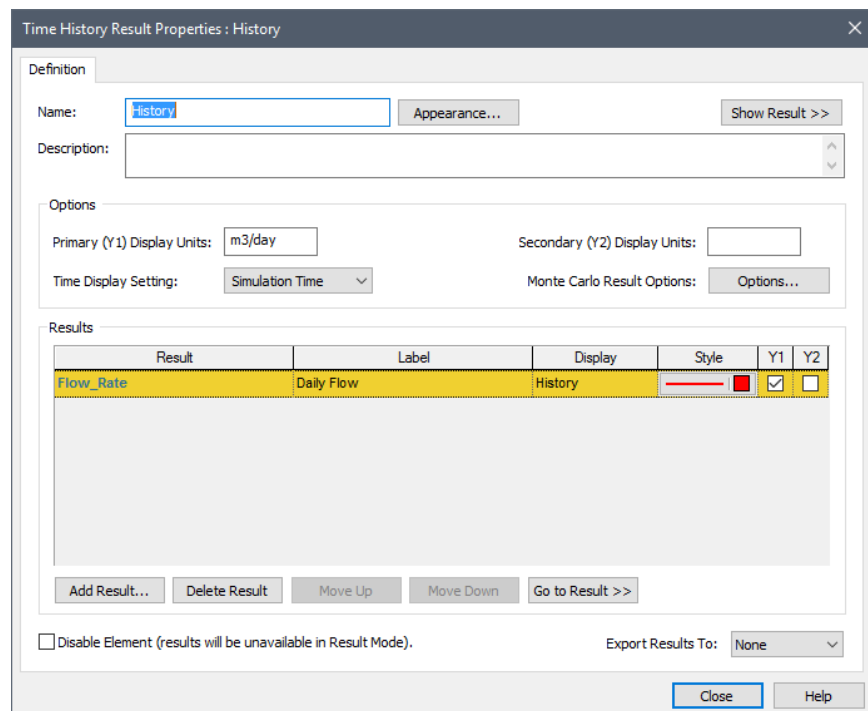 Time History Result Properties : History
Definition
Name: History Appearance... Show Result >>
Description:
Options
Primary (Y1) Display Units: m3/day Secondary (Y2) Display Units:
Time Display Setting: Simulation Time Monte Carlo Result Options: Options...
Results
Result Label Display Style Y1 Y2
Flow_Rate Daily Flow History
Add Result... Delete Result Move Up Move Down Go to Result >>
Disable Element (results will be unavailable in Result Mode). Export Results To: None
Close Help